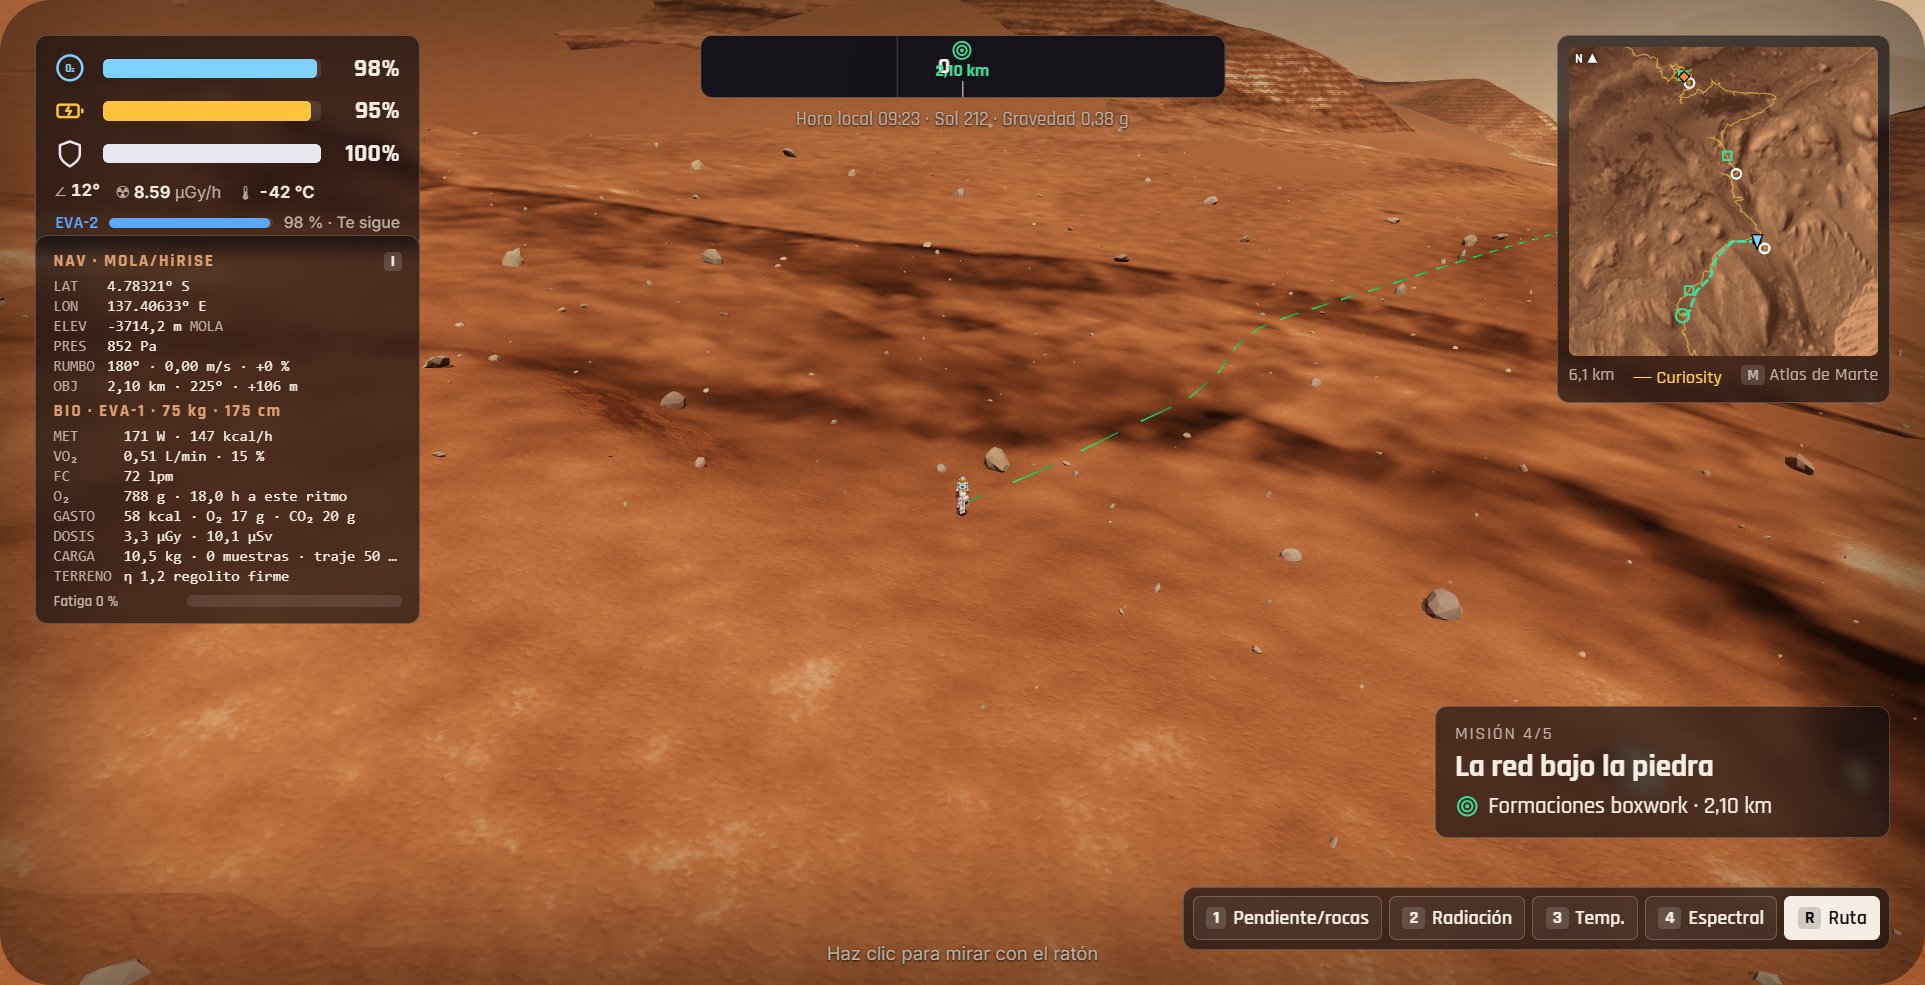 O₂ 98%
95%
100%
∠ 12° 8.59 µGy/h -42 °C
EVA-2 98 % · Te sigue
NAV · MOLA/HiRISE I
LAT 4.78321° S
LON 137.40633° E
ELEV -3714,2 m MOLA
PRES 852 Pa
RUMBO 180° · 0,00 m/s · +0 %
OBJ 2,10 km · 225° · +106 m
BIO · EVA-1 · 75 kg · 175 cm
MET 171 W · 147 kcal/h
VO₂ 0,51 L/min · 15 %
FC 72 lpm
O₂ 788 g · 18,0 h a este ritmo
GASTO 58 kcal · O₂ 17 g · CO₂ 20 g
DOSIS 3,3 µGy · 10,1 µSv
CARGA 10,5 kg · 0 muestras · traje 50 …
TERRENO η 1,2 regolito firme
Fatiga 0 %
2,10 km
Hora local 09:23 · Sol 212 · Gravedad 0,38 g
N ▲
6,1 km — Curiosity M Atlas de Marte
MISIÓN 4/5
La red bajo la piedra
Formaciones boxwork · 2,10 km
1 Pendiente/rocas 2 Radiación 3 Temp. 4 Espectral R Ruta
Haz clic para mirar con el ratón